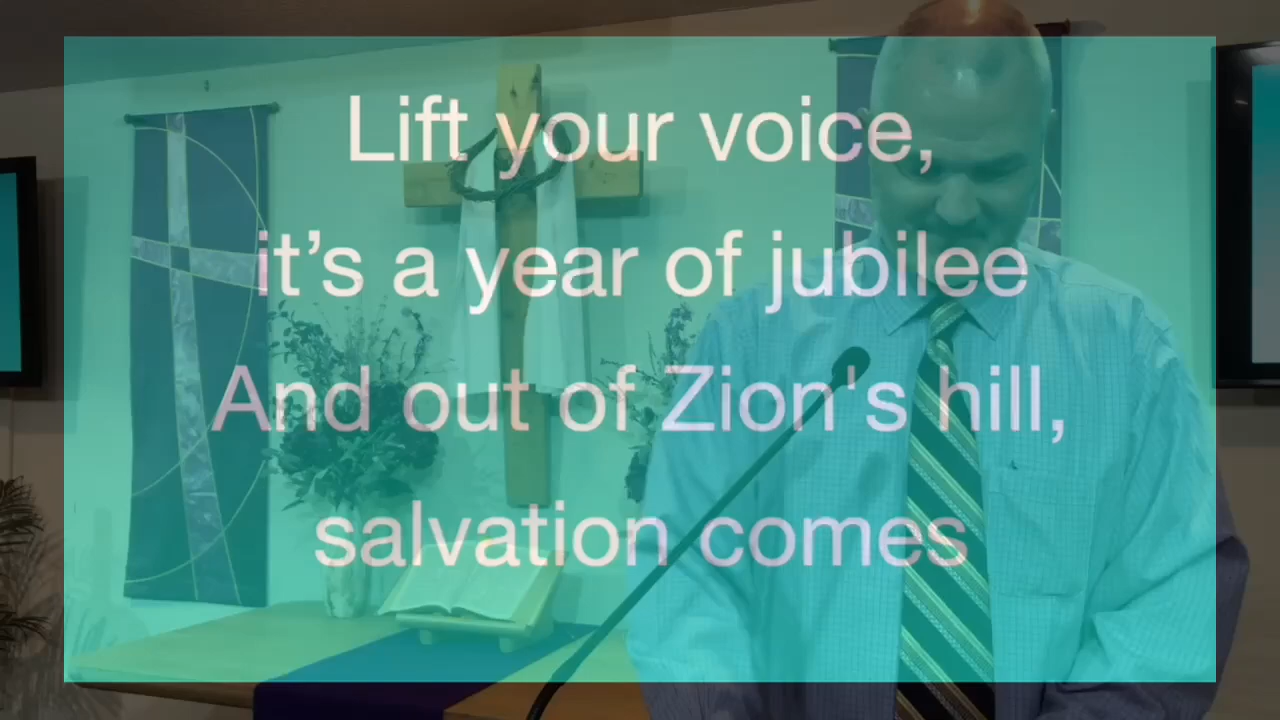 Lift your voice,
it’s a year of jubilee
And out of Zion's hill,
salvation comes